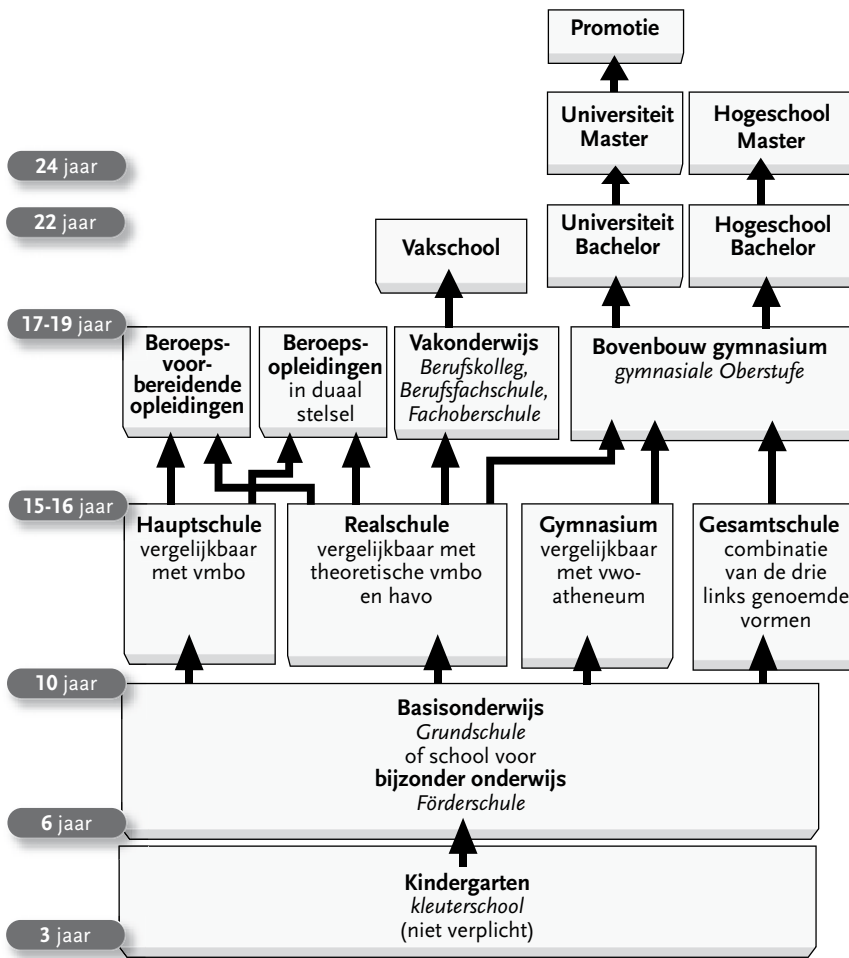 Promotie
Universiteit
Master
Hogeschool
Master
24 jaar
22 jaar
Vakschool
Universiteit
Bachelor
Hogeschool
Bachelor
17-19 jaar
Beroeps-
voor-
bereidende
opleidingen
Beroeps-
opleidingen
in duaal
stelsel
Vakonderwijs
Berufskolleg,
Berufsfachschule,
Fachoberschule
Bovenbouw gymnasium
gymnasiale Oberstufe
15-16 jaar
Hauptschule
vergelijkbaar
met vmbo
Realschule
vergelijkbaar met
theoretische vmbo
en havo
Gymnasium
vergelijkbaar
met vwo-
atheneum
Gesamtschule
combinatie
van de drie
links genoemde
vormen
10 jaar
Basisonderwijs
Grundschule
of school voor
bijzonder onderwijs
Förderschule
6 jaar
Kindergarten
kleuterschool
(niet verplicht)
3 jaar